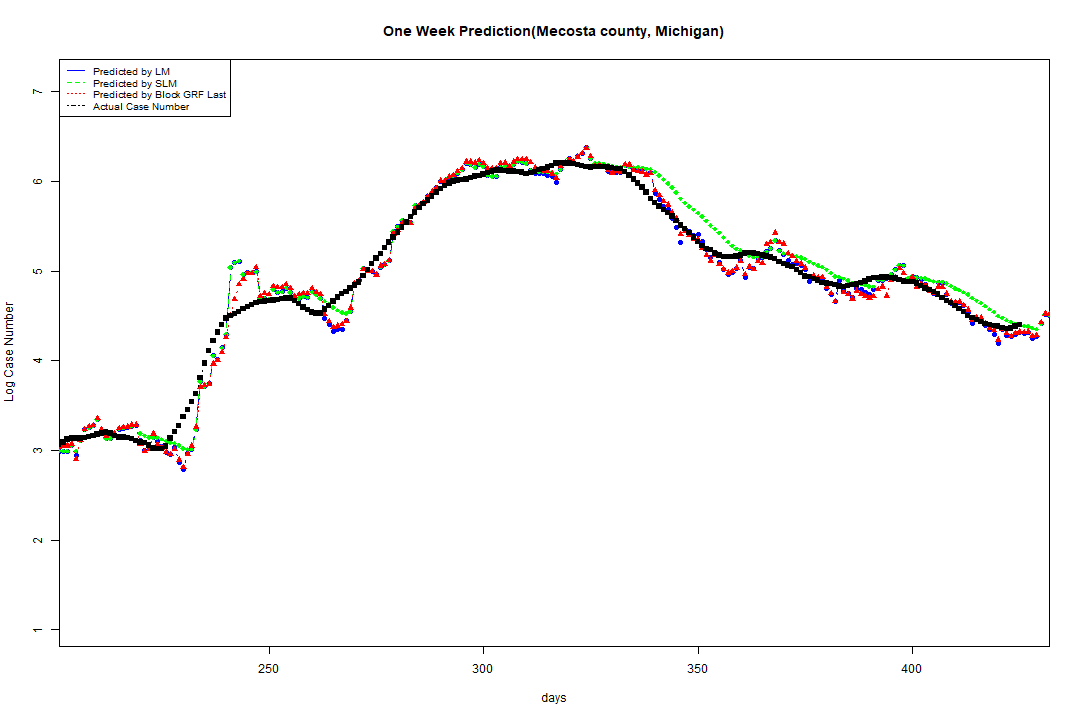 One Week Prediction(Mecosta county, Michigan)
Predicted by LM
Predicted by SLM
Predicted by Block GRF Last
Actual Case Number
7
6
5
4
3
2
1
Log Case Number
250 300 350 400
days